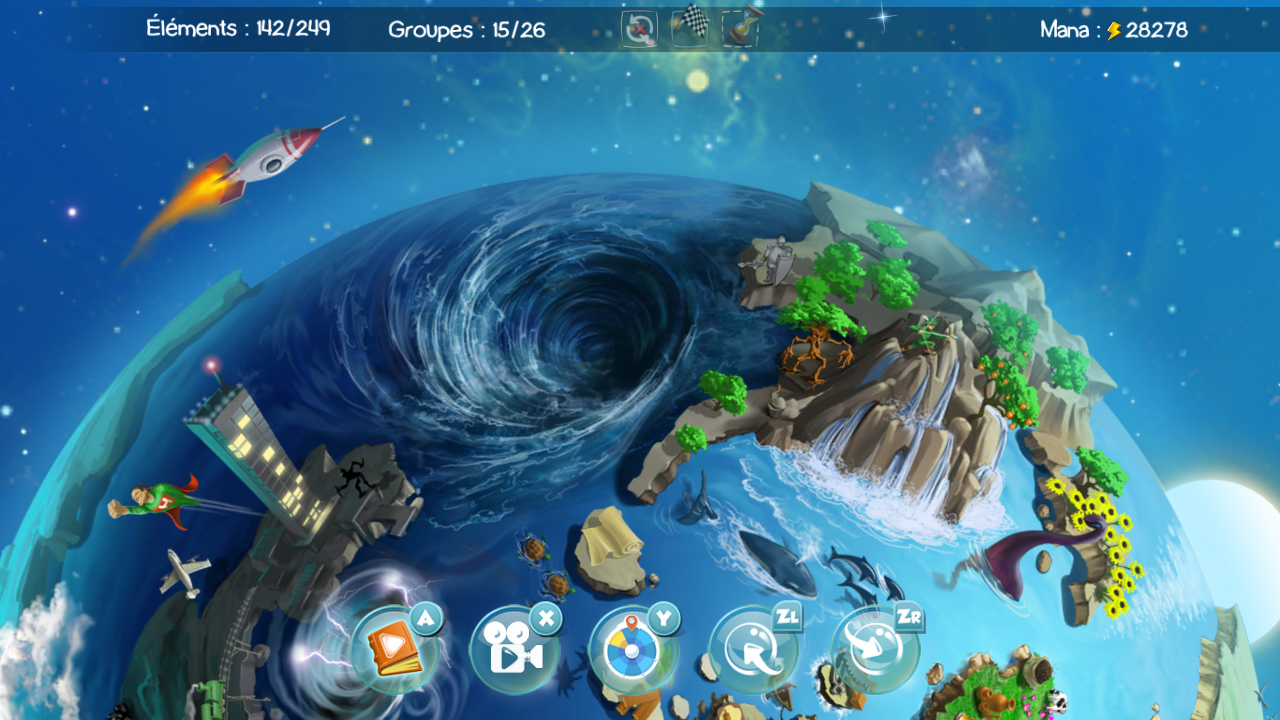 Éléments : 142/249
Groupes : 15/26
Mana : 28278
A
X
Y
ZL
ZR